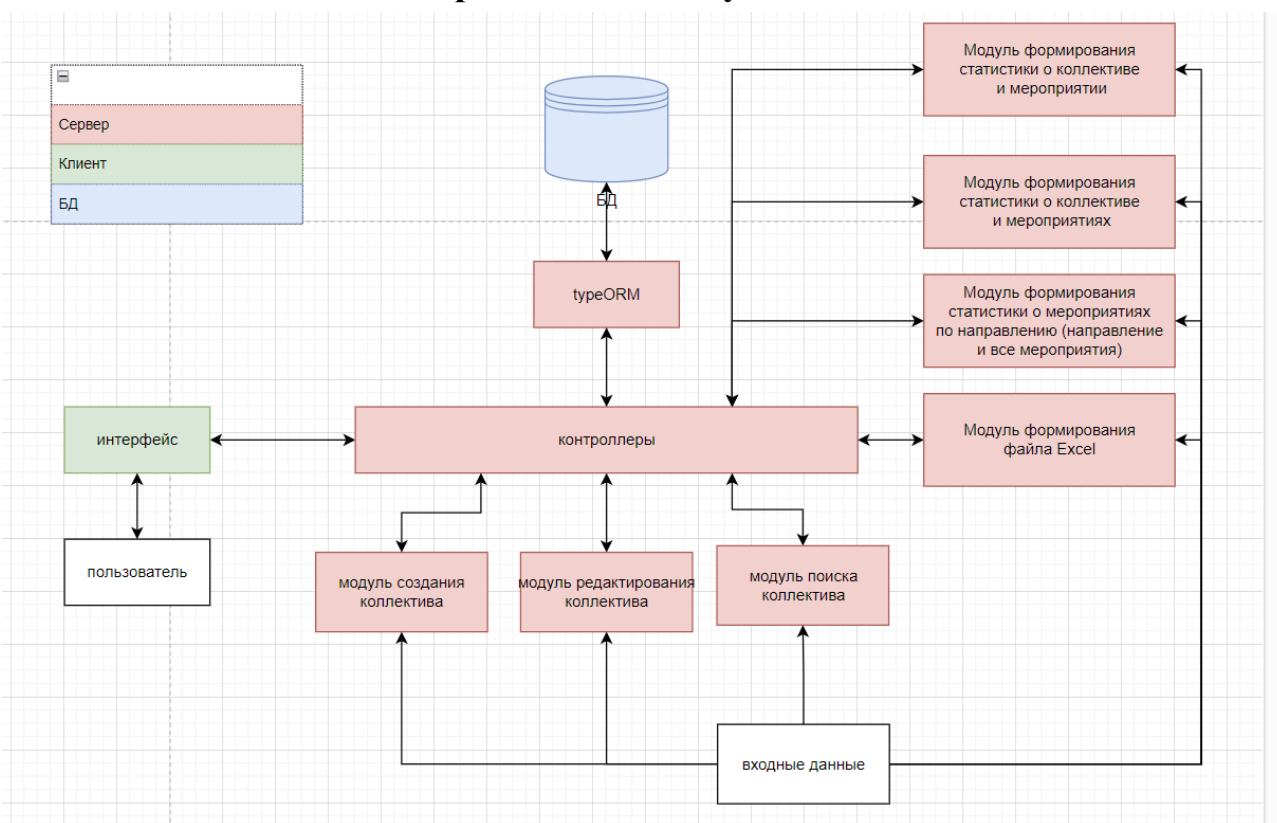 Сервер
Клиент
БД
БД
typeORM
Модуль формирования
статистики о коллективе
и мероприятии
Модуль формирования
статистики о коллективе
и мероприятиях
Модуль формирования
статистики о мероприятиях
по направлению (направление
и все мероприятия)
интерфейс
контроллеры
Модуль формирования
файла Excel
пользователь
модуль создания
коллектива
модуль редактирования
коллектива
модуль поиска
коллектива
входные данные